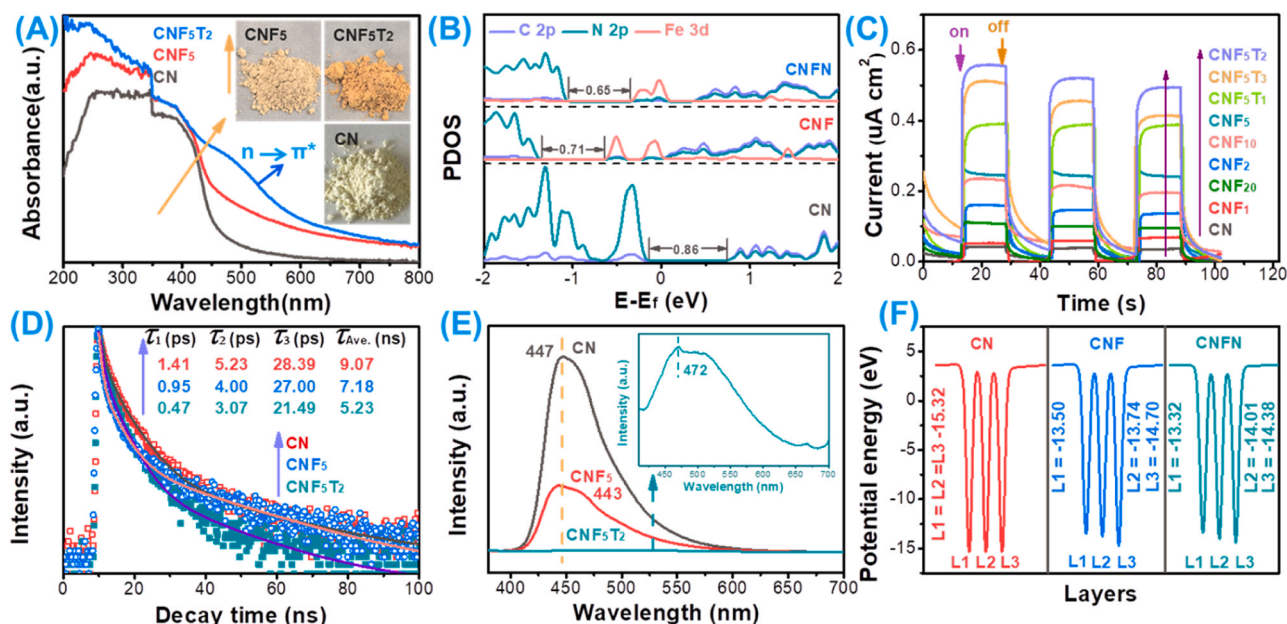 (A)
CNF₅T₂
CNF₅
CN
CNF₅
CNF₅T₂
CN
n → π*
Absorbance(a.u.)
200 300 400 500 600 700 800
Wavelength(nm)
(B)
C 2p N 2p Fe 3d
CNFN
0.65
CNF
0.71
CN
0.86
PDOS
-2 -1 0 1 2
E-Ef (eV)
(C)
on off
0.6
0.4
0.2
0.0
Current (uA cm²)
CNF₅T₂
CNF₅T₃
CNF₅T₁
CNF₅
CNF₁₀
CNF₂
CNF₂₀
CNF₁
CN
0 20 40 60 80 100 120
Time (s)
(D)
τ₁ (ps) τ₂ (ps) τ₃ (ps) τAve. (ns)
1.41 5.23 28.39 9.07
0.95 4.00 27.00 7.18
0.47 3.07 21.49 5.23
CN
CNF₅
CNF₅T₂
Intensity (a.u.)
0 20 40 60 80 100
Decay time (ns)
(E)
447 CN
CNF₅
443
CNF₅T₂
Intensity (a.u.)
400 450 500 550 600 650 700
Wavelength (nm)
472
Intensity (a.u.)
450 500 550 600 650 700
Wavelength (nm)
(F)
CN CNF CNFN
5
0
-5
-10
-15
Potential energy (eV)
L1 = L2 =L3 -15.32
L1 = -13.50
L2 = -13.74
L3 = -14.70
L1 = -13.32
L2 = -14.01
L3 = -14.38
L1 L2 L3 L1 L2 L3 L1 L2 L3
Layers